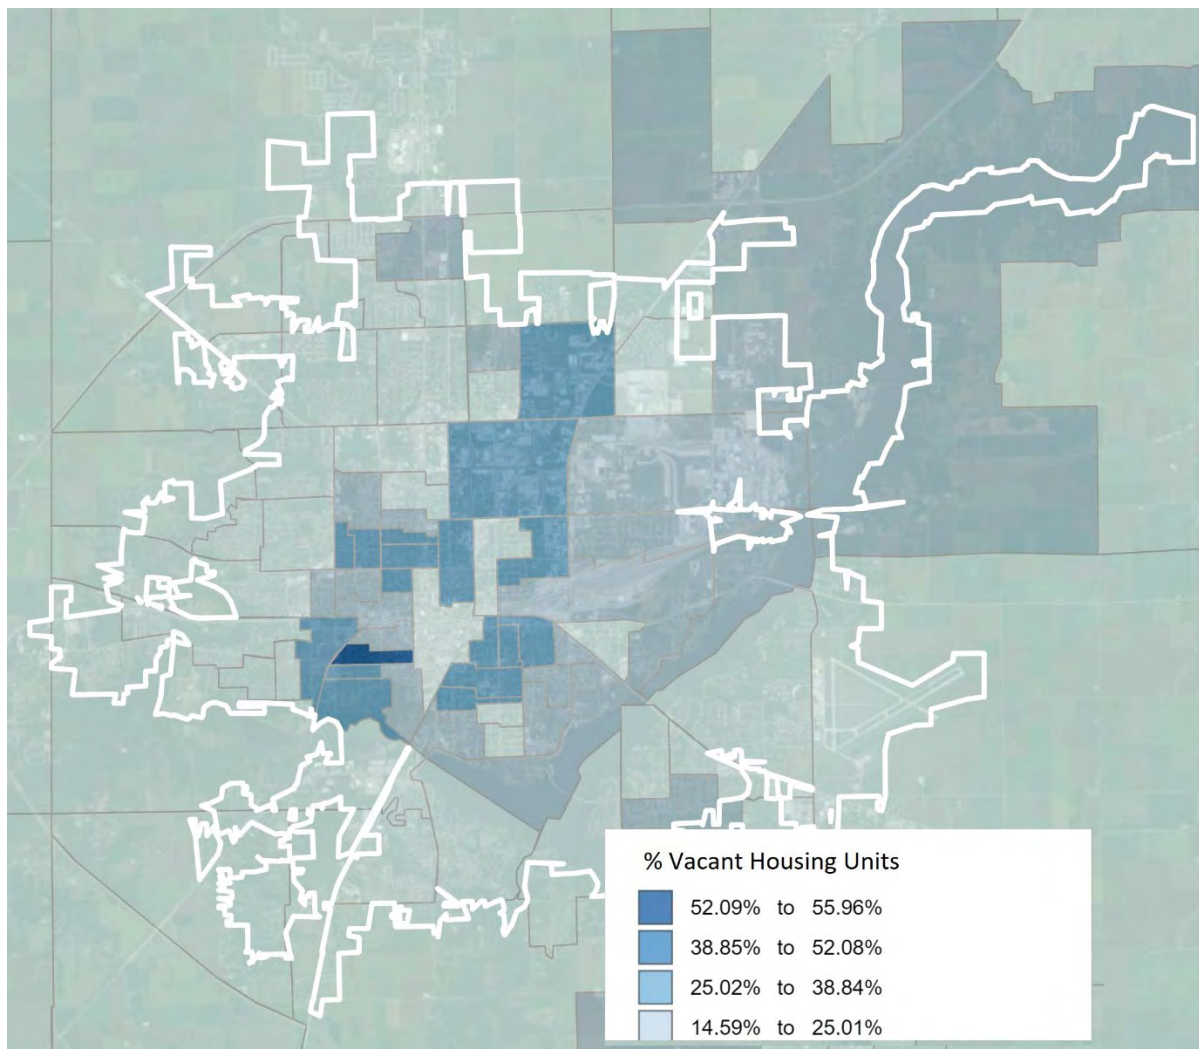 % Vacant Housing Units
52.09% to 55.96%
38.85% to 52.08%
25.02% to 38.84%
14.59% to 25.01%